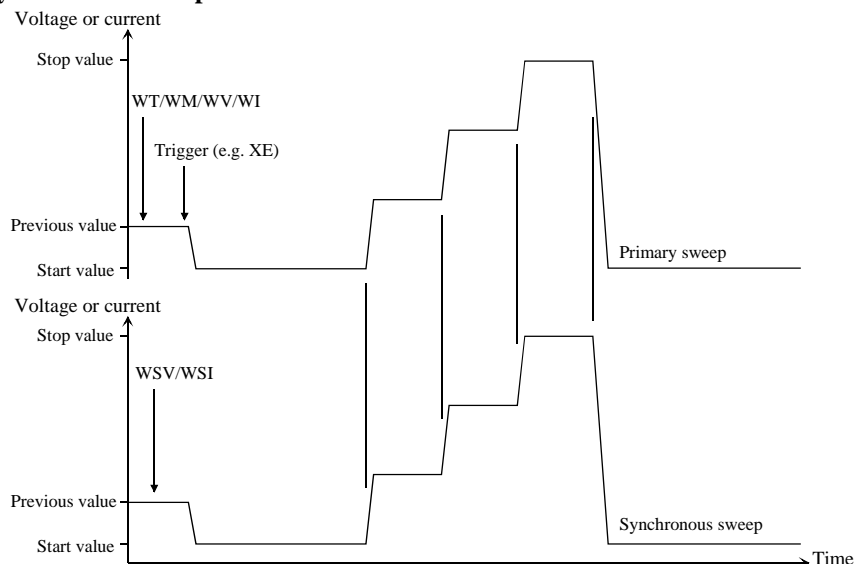 Voltage or current
Stop value
WT/WM/WV/WI
Trigger (e.g. XE)
Previous value
Start value
Primary sweep
Voltage or current
Stop value
WSV/WSI
Previous value
Start value
Synchronous sweep
Time